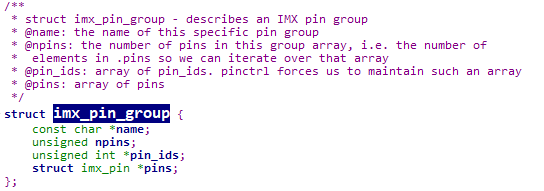 /**
 * struct imx_pin_group - describes an IMX pin group
 * @name: the name of this specific pin group
 * @npins: the number of pins in this group array, i.e. the number of
 *   elements in .pins so we can iterate over that array
 * @pin_ids: array of pin_ids. pinctrl forces us to maintain such an array
 * @pins: array of pins
 */
struct imx_pin_group {
    const char *name;
    unsigned npins;
    unsigned int *pin_ids;
    struct imx_pin *pins;
};